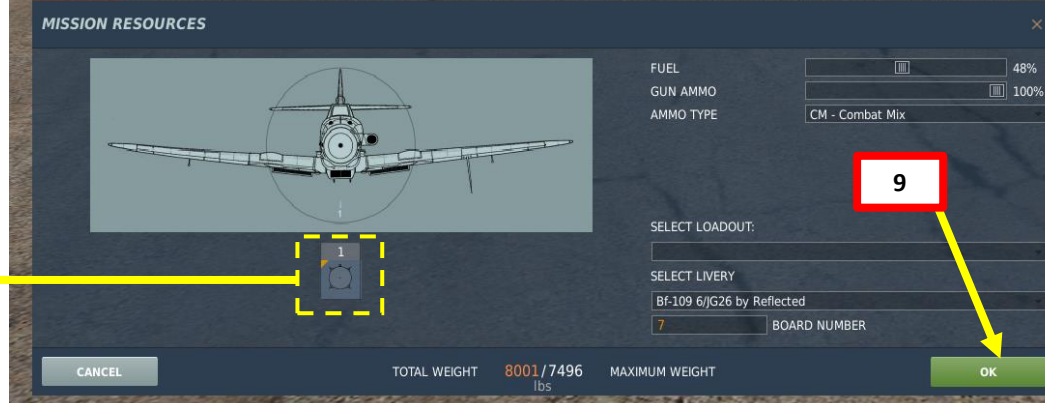 MISSION RESOURCES ×
FUEL 48%
GUN AMMO 100%
AMMO TYPE CM - Combat Mix
9
SELECT LOADOUT:
1
SELECT LIVERY
Bf-109 6/JG26 by Reflected
7 BOARD NUMBER
CANCEL TOTAL WEIGHT 8001/7496 MAXIMUM WEIGHT OK
lbs